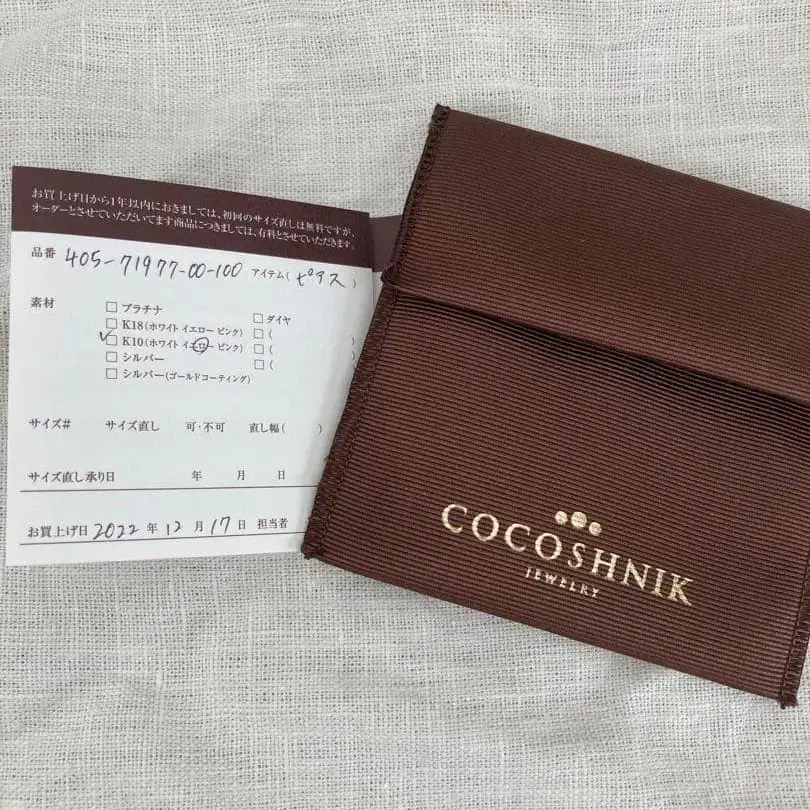 お買上げ日から1年以内におきましては、初回のサイズ直しは無料ですが、
オーダーとさせていただいてます商品につきましては、有料とさせていただきます。
品番 405-71977-00-100 アイテム( ピアス )
素材 □ プラチナ □ ダイヤ
□ K18(ホワイト イエロー ピンク) □ ( )
✓□ K10(ホワイト イエロー ピンク) □ ( )
□ シルバー □ ( )
□ シルバー(ゴールドコーティング)
サイズ# サイズ直し 可・不可 直し幅( )
サイズ直し承り日 年 月 日
お買上げ日 2022 年 12 月 17 日 担当者
COCOSHNIK
JEWELRY